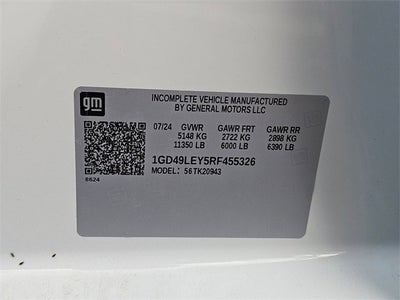 gm
INCOMPLETE VEHICLE MANUFACTURED
BY GENERAL MOTORS LLC
07/24 GVWR GAWR FRT GAWR RR
5148 KG 2722 KG 2898 KG
11350 LB 6000 LB 6390 LB
1GD49LEY5RF455326
MODEL: 56TK20943
6624